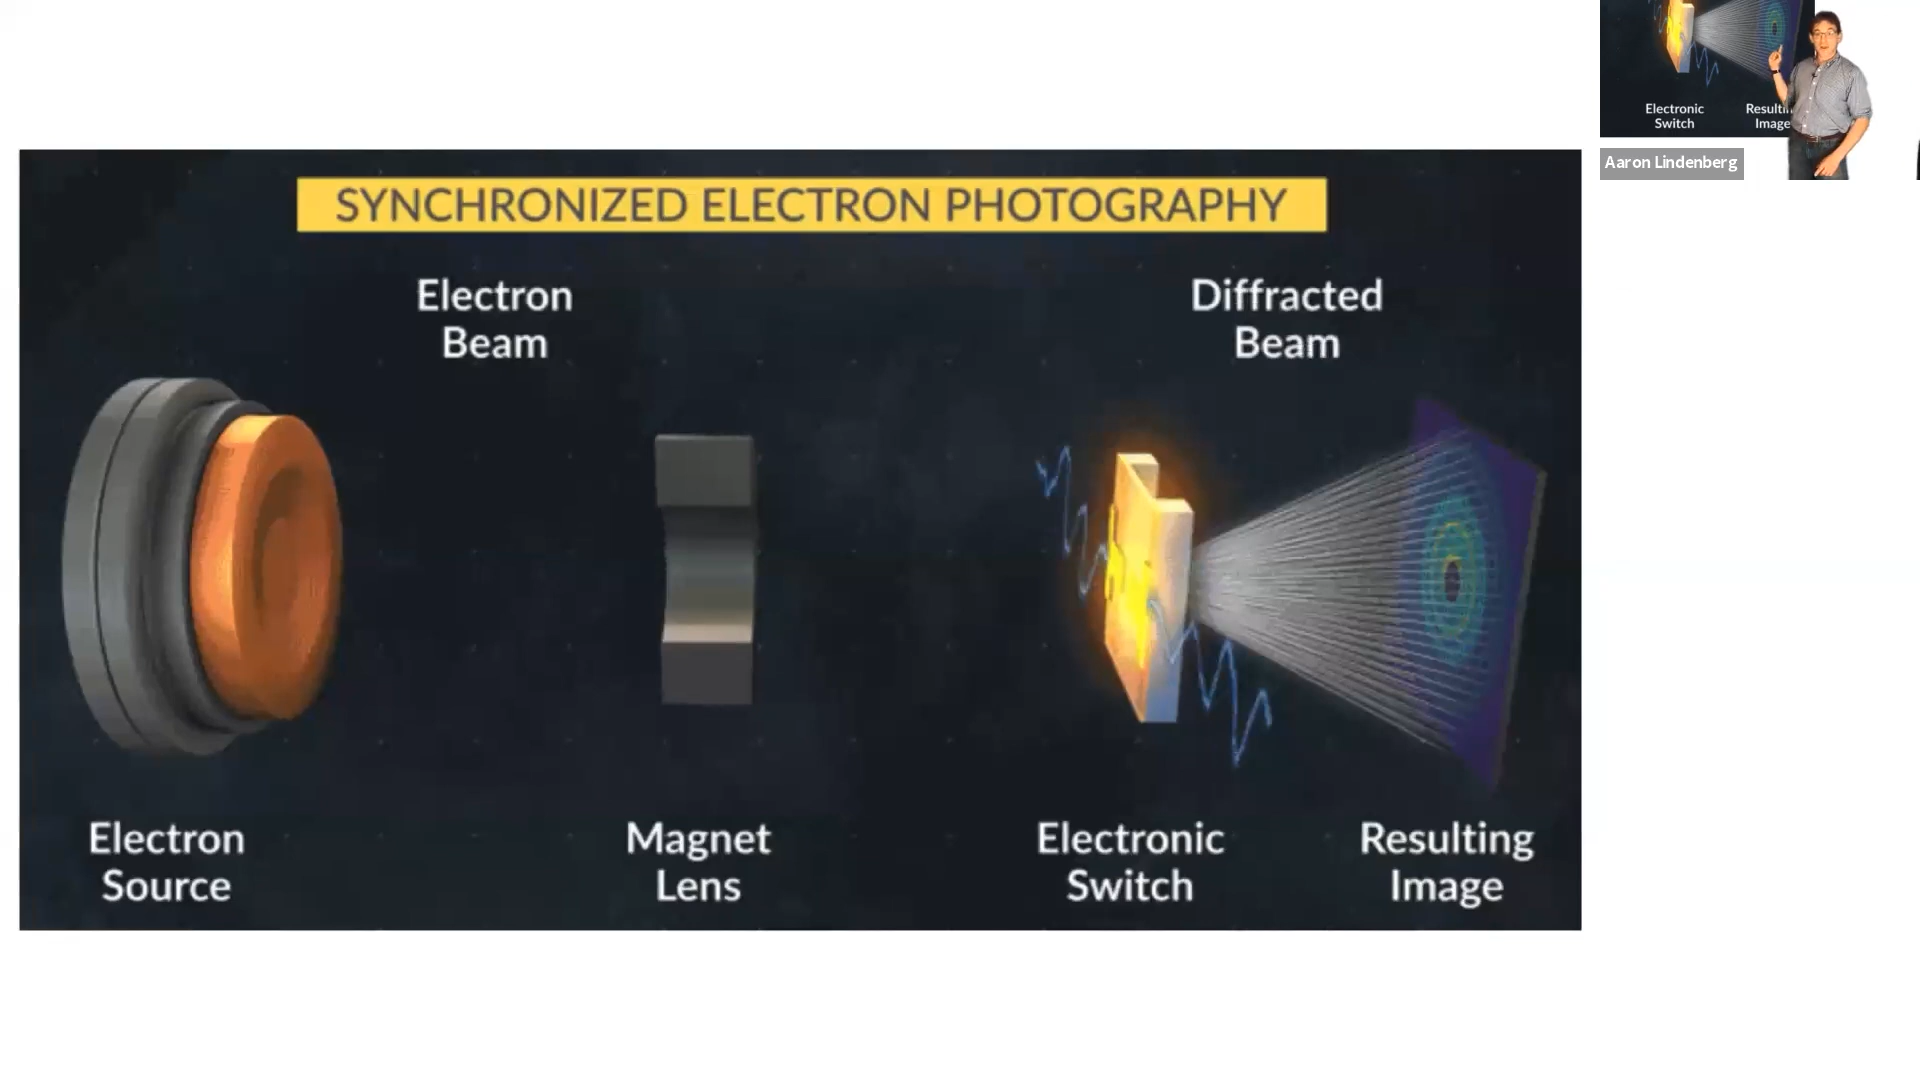 SYNCHRONIZED ELECTRON PHOTOGRAPHY
Electron
Beam
Diffracted
Beam
Electron
Source
Magnet
Lens
Electronic
Switch
Resulting
Image
Electronic
Switch
Image
Aaron Lindenberg